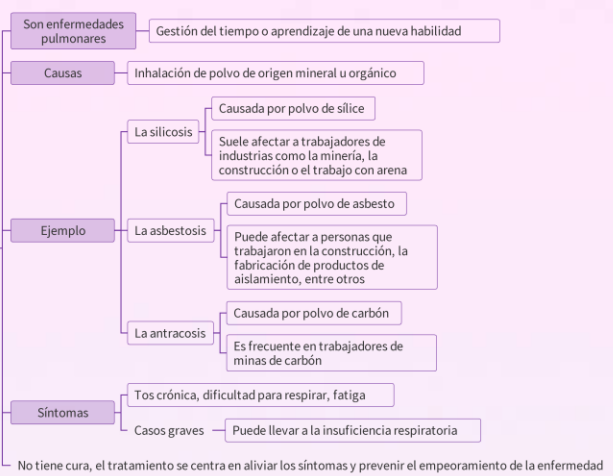 Son enfermedades
pulmonares
Gestión del tiempo o aprendizaje de una nueva habilidad
Causas
Inhalación de polvo de origen mineral u orgánico
Ejemplo
La silicosis
Causada por polvo de sílice
Suele afectar a trabajadores de
industrias como la minería, la
construcción o el trabajo con arena
La asbestosis
Causada por polvo de asbesto
Puede afectar a personas que
trabajaron en la construcción, la
fabricación de productos de
aislamiento, entre otros
La antracosis
Causada por polvo de carbón
Es frecuente en trabajadores de
minas de carbón
Síntomas
Tos crónica, dificultad para respirar, fatiga
Casos graves
Puede llevar a la insuficiencia respiratoria
No tiene cura, el tratamiento se centra en aliviar los síntomas y prevenir el empeoramiento de la enfermedad